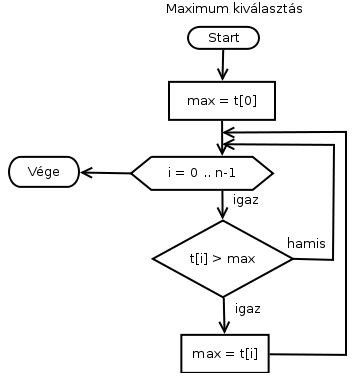 Maximum kiválasztás
Start
max = t[0]
i = 0 .. n-1
Vége
igaz
t[i] > max
hamis
igaz
max = t[i]